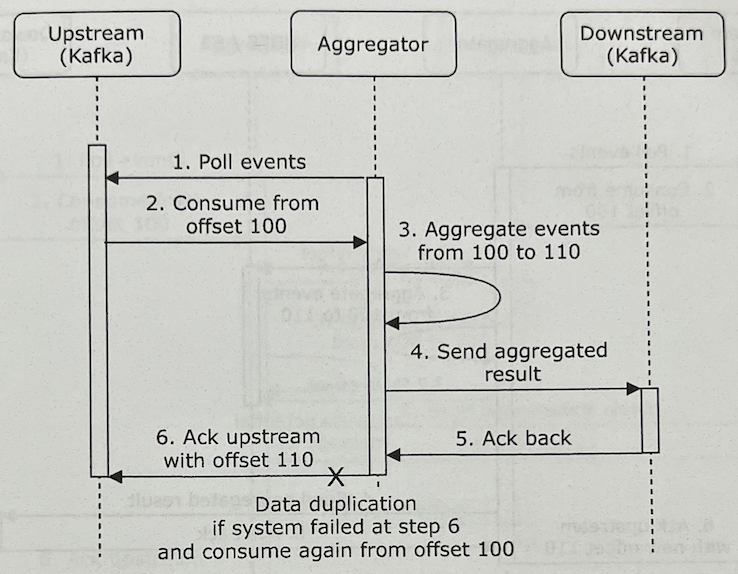 Upstream
(Kafka)
Aggregator
Downstream
(Kafka)
1. Poll events
2. Consume from
offset 100
3. Aggregate events
from 100 to 110
4. Send aggregated
result
5. Ack back
6. Ack upstream
with offset 110
Data duplication
if system failed at step 6
and consume again from offset 100